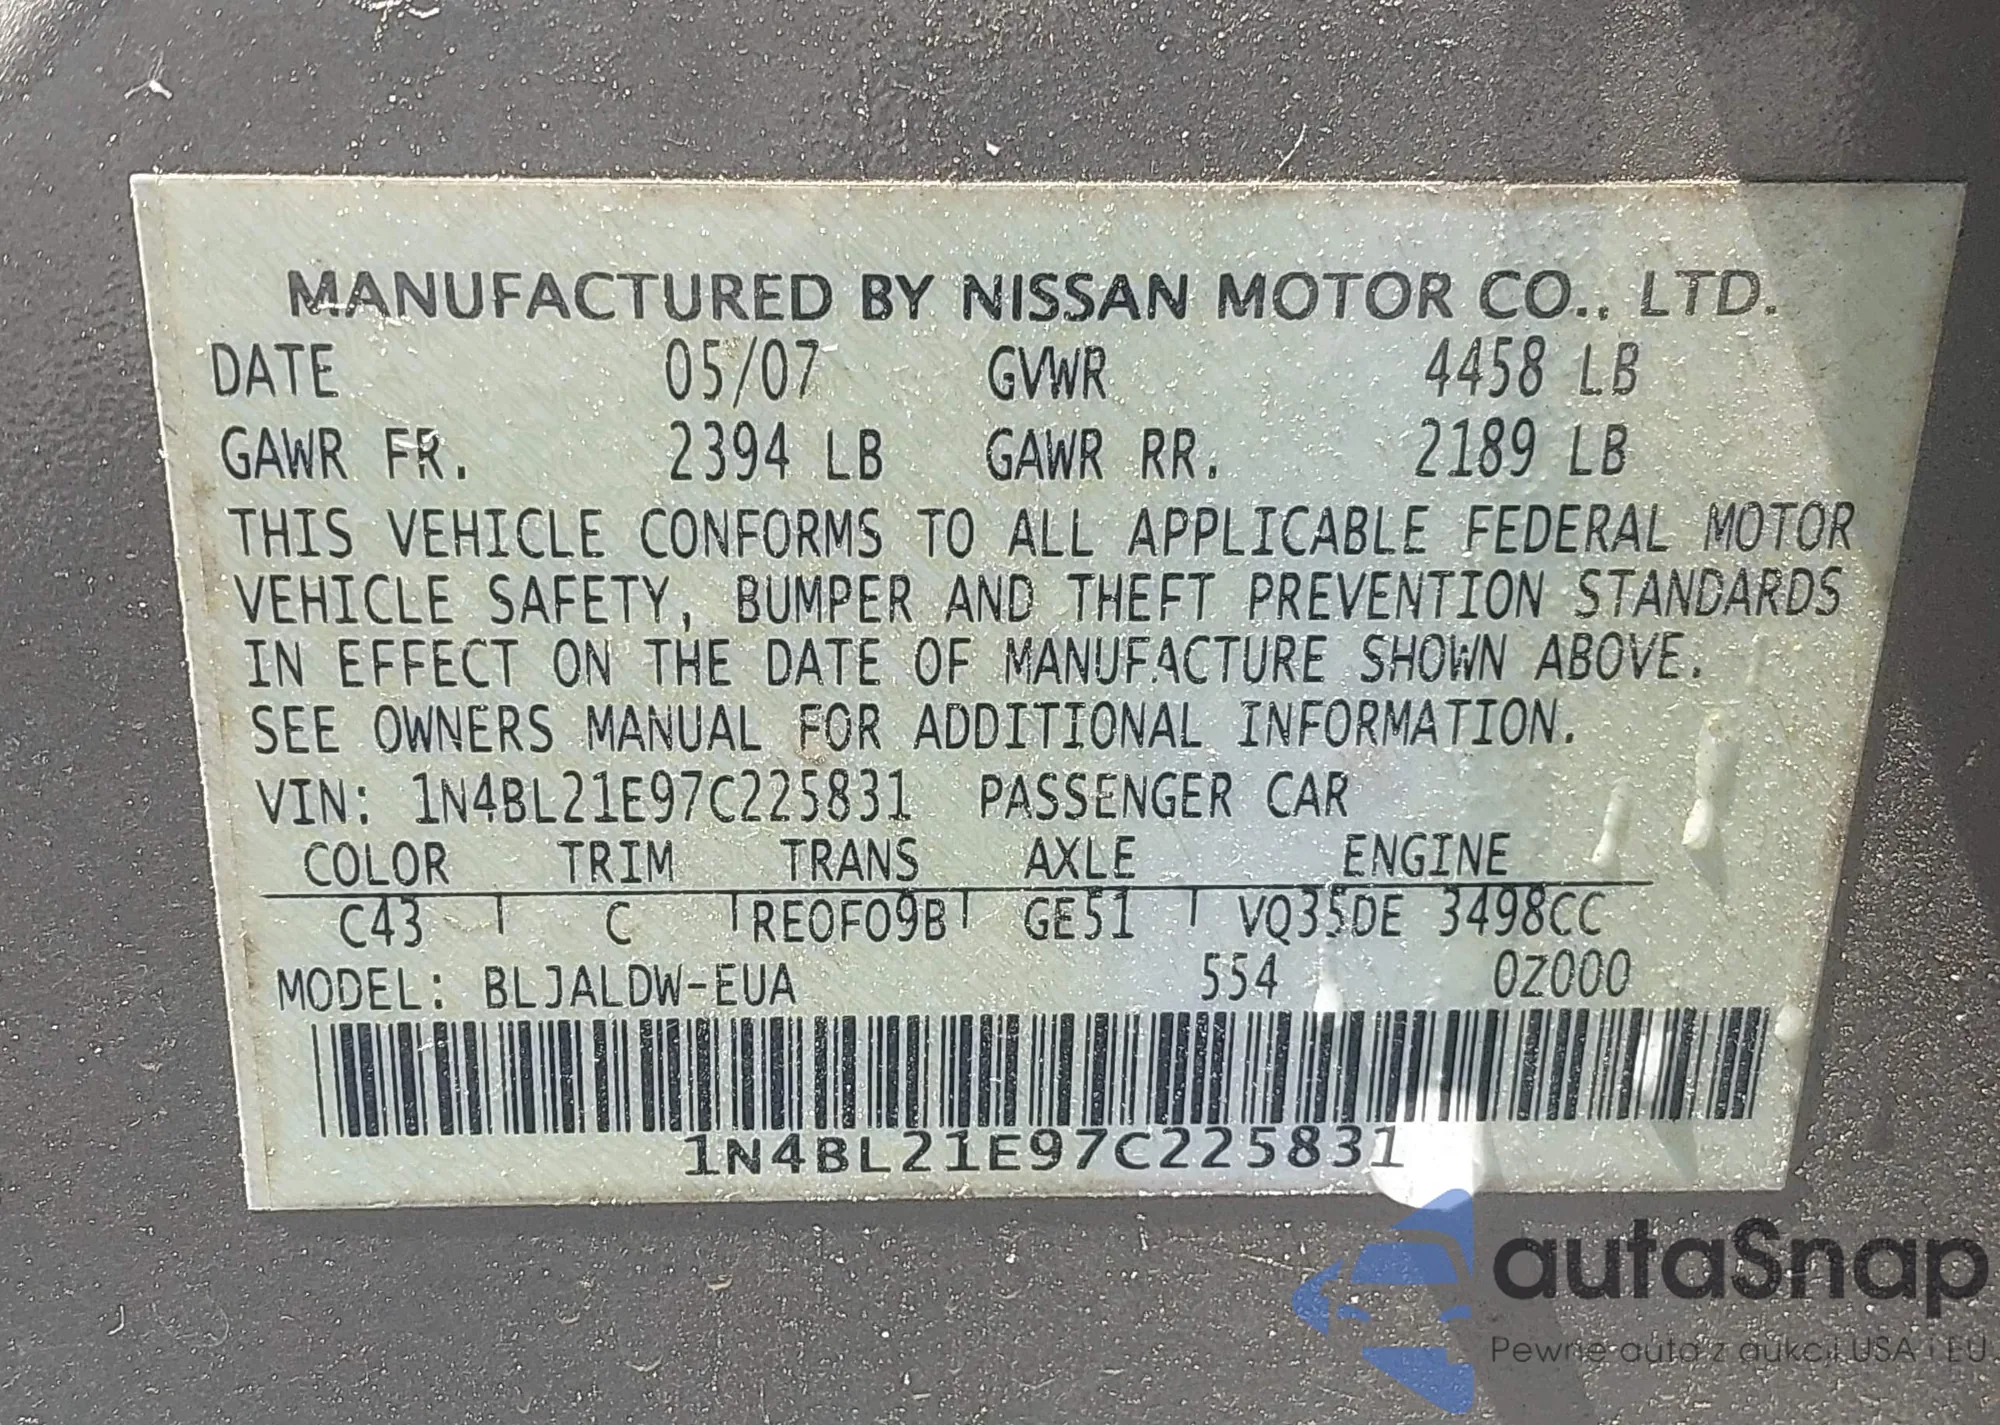 MANUFACTURED BY NISSAN MOTOR CO., LTD.
DATE 05/07 GVWR 4458 LB
GAWR FR. 2394 LB GAWR RR. 2189 LB
THIS VEHICLE CONFORMS TO ALL APPLICABLE FEDERAL MOTOR
VEHICLE SAFETY, BUMPER AND THEFT PREVENTION STANDARDS
IN EFFECT ON THE DATE OF MANUFACTURE SHOWN ABOVE.
SEE OWNERS MANUAL FOR ADDITIONAL INFORMATION.
VIN: 1N4BL21E97C225831 PASSENGER CAR
COLOR TRIM TRANS AXLE ENGINE
C43 C RE0F09B GE51 VQ35DE 3498CC
MODEL: BLJALDW-EUA 554 0Z000
1N4BL21E97C225831
autaSnap
Pewne auta z aukcji USA i EU